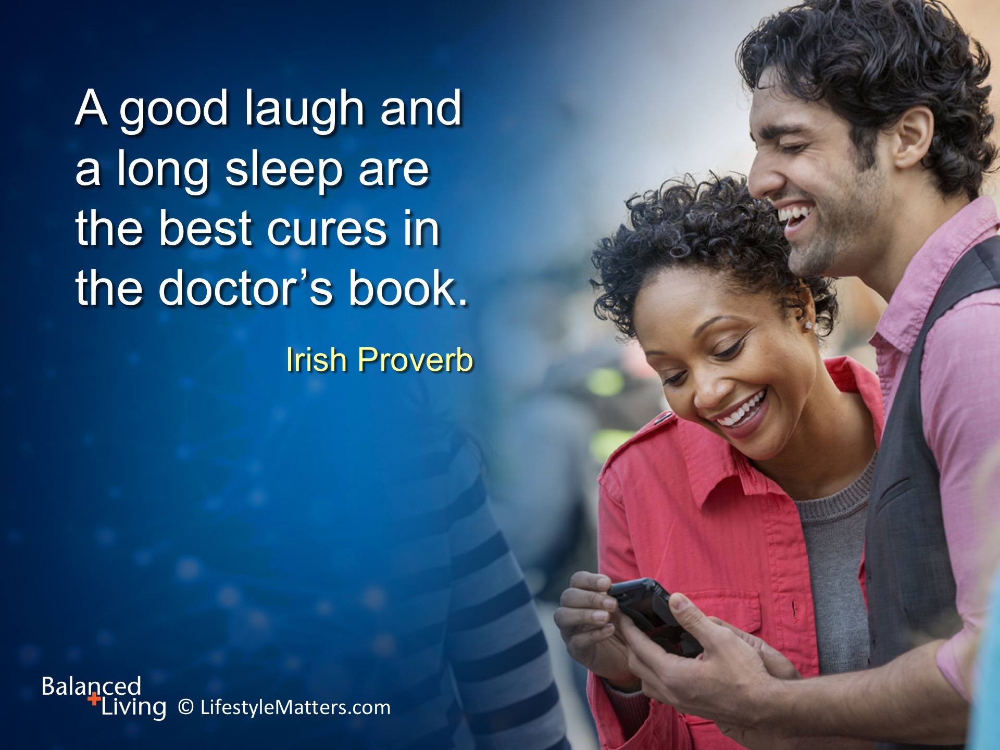 A good laugh and
a long sleep are
the best cures in
the doctor’s book.
Irish Proverb
Balanced
+Living © LifestyleMatters.com